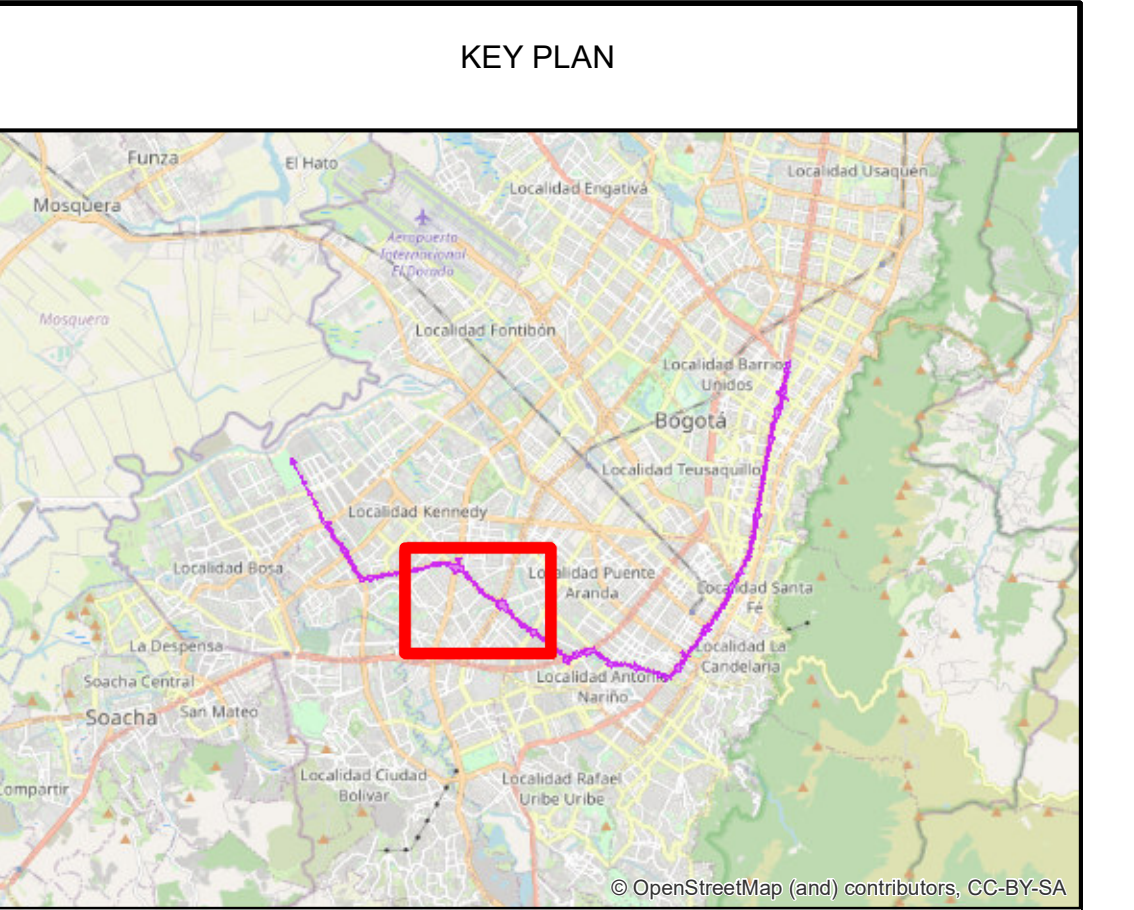 KEY PLAN
Funza
El Hato
Localidad Usaquén
Localidad Engativá
Mosquera
Aeropuerto
Internacional
El Dorado
Mosquera
Localidad Fontibón
Localidad Barrios
Unidos
Bogotá
Localidad Teusaquillo
Localidad Kennedy
Localidad Bosa
Localidad Puente
Aranda
Localidad Santa
Fé
La Despensa
Localidad La
Candelaria
Soacha Central
Localidad Antonio
Nariño
Soacha
San Mateo
Localidad Ciudad
Bolívar
Localidad Rafael
Uribe Uribe
Compartir
© OpenStreetMap (and) contributors, CC-BY-SA